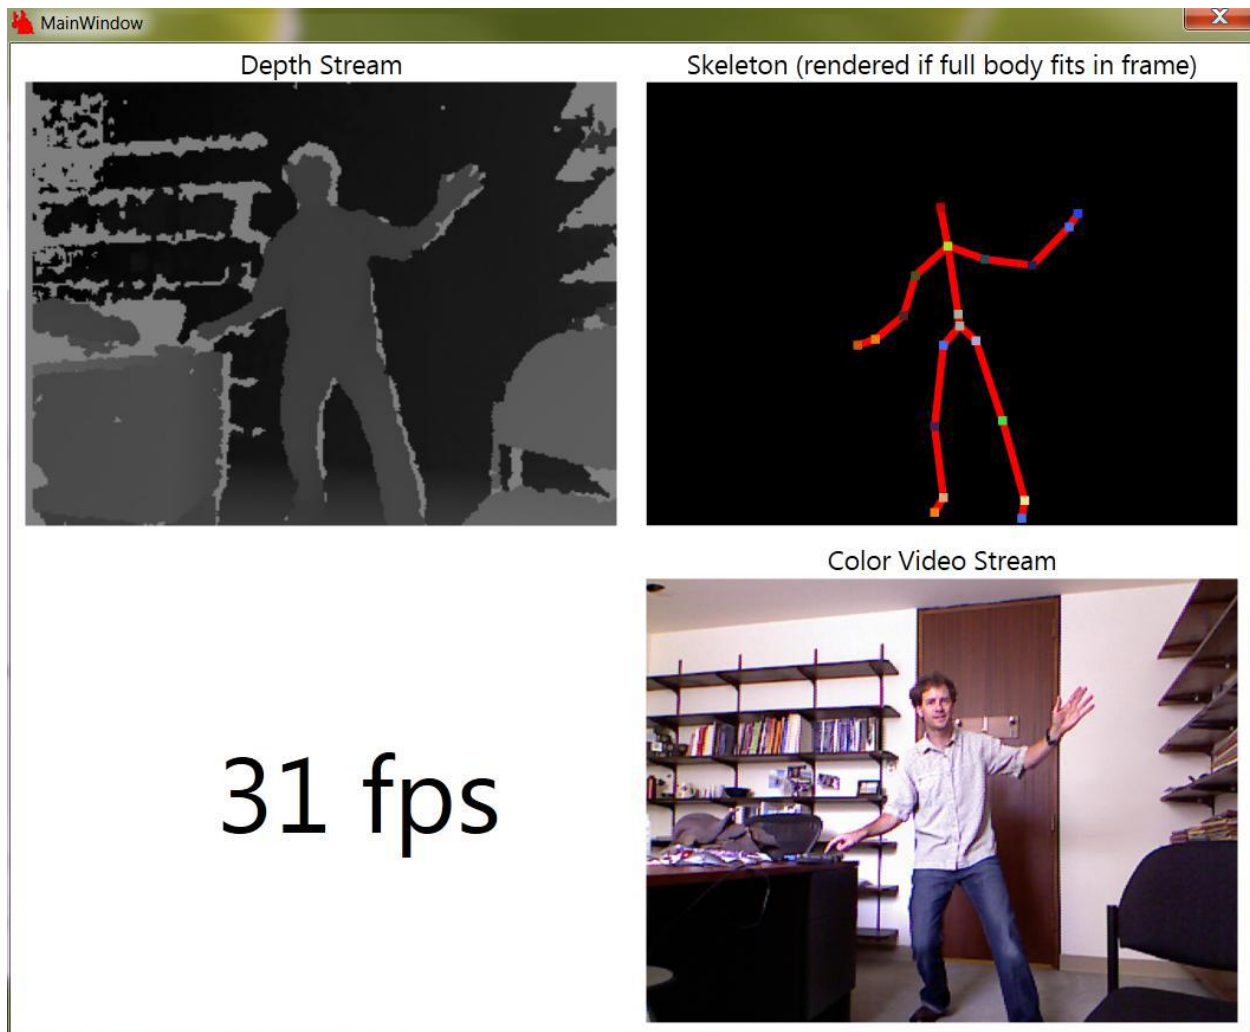 MainWindow
Depth Stream
Skeleton (rendered if full body fits in frame)
Color Video Stream
31 fps